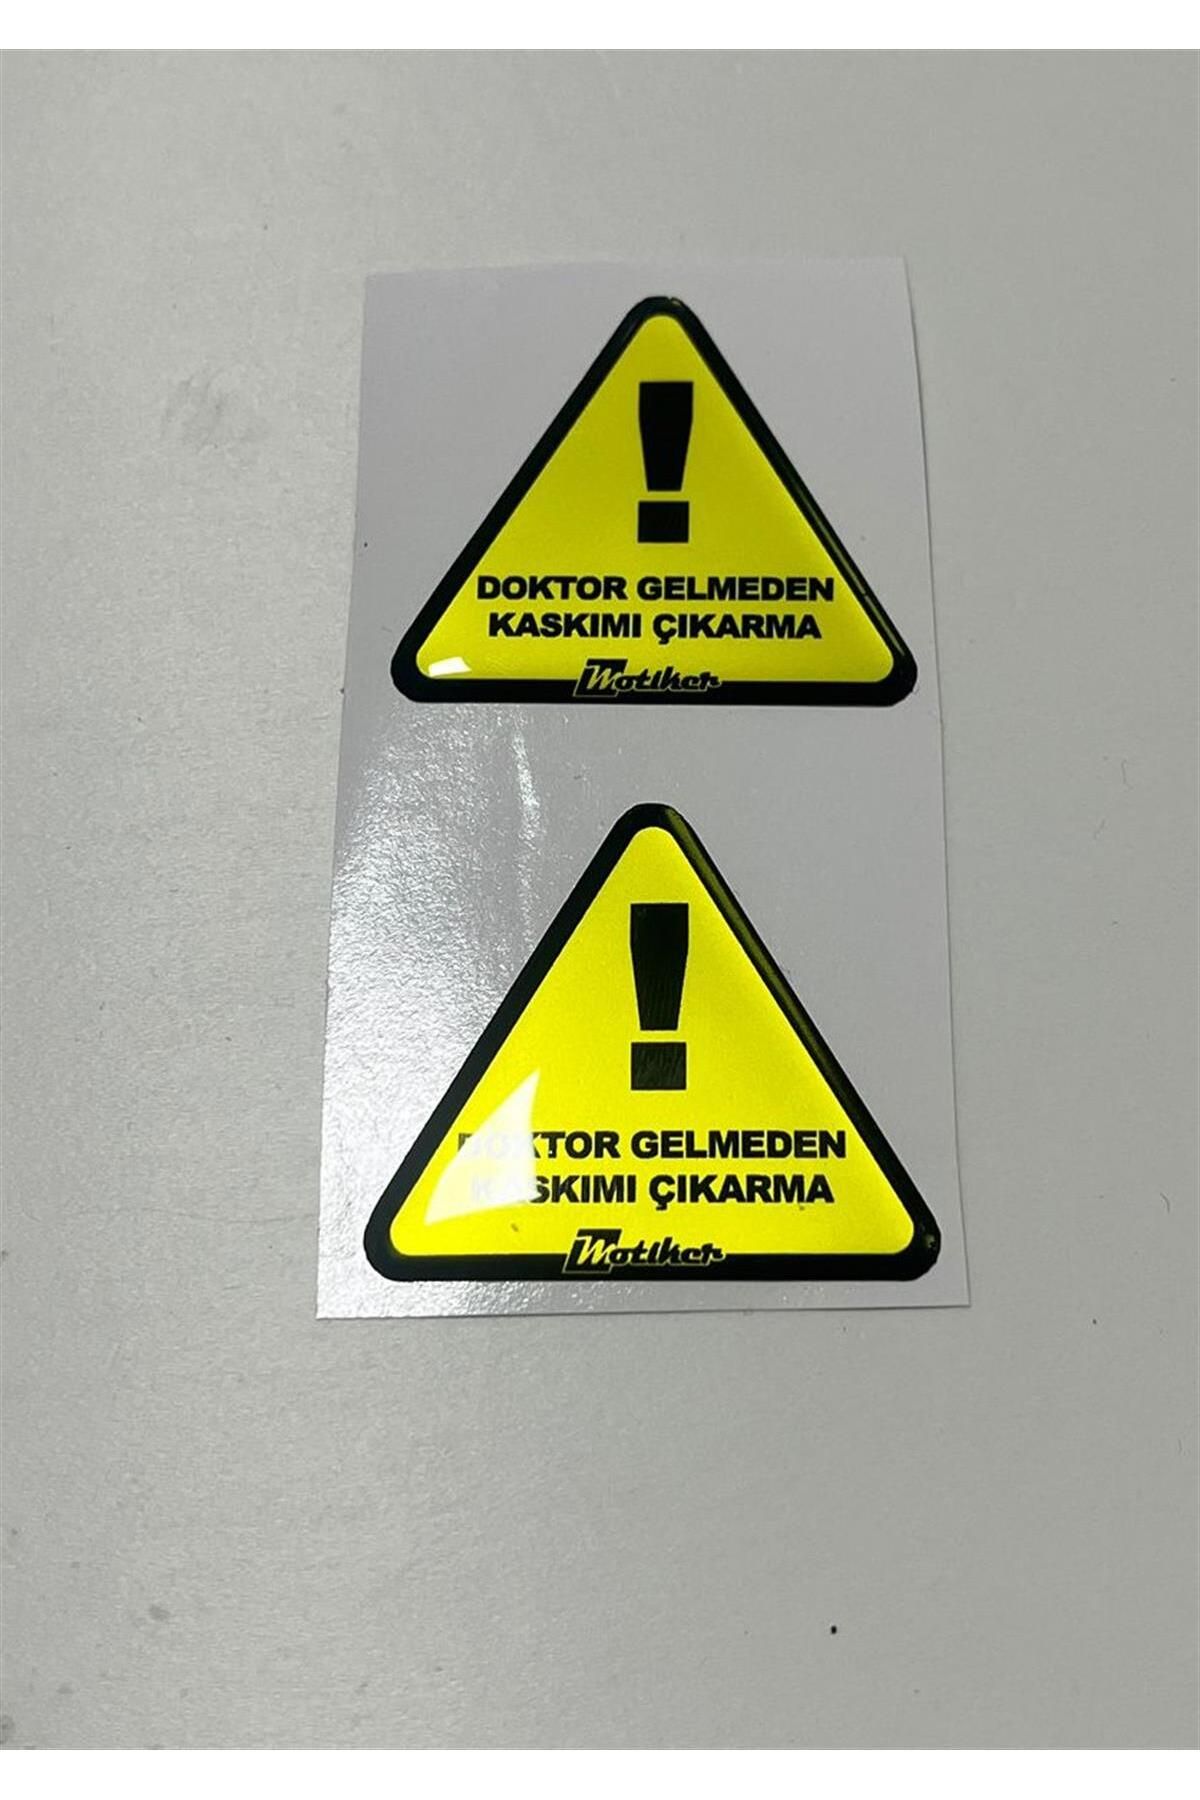 !
DOKTOR GELMEDEN
KASKIMI ÇIKARMA
Motiker
!
DOKTOR GELMEDEN
KASKIMI ÇIKARMA
Motiker